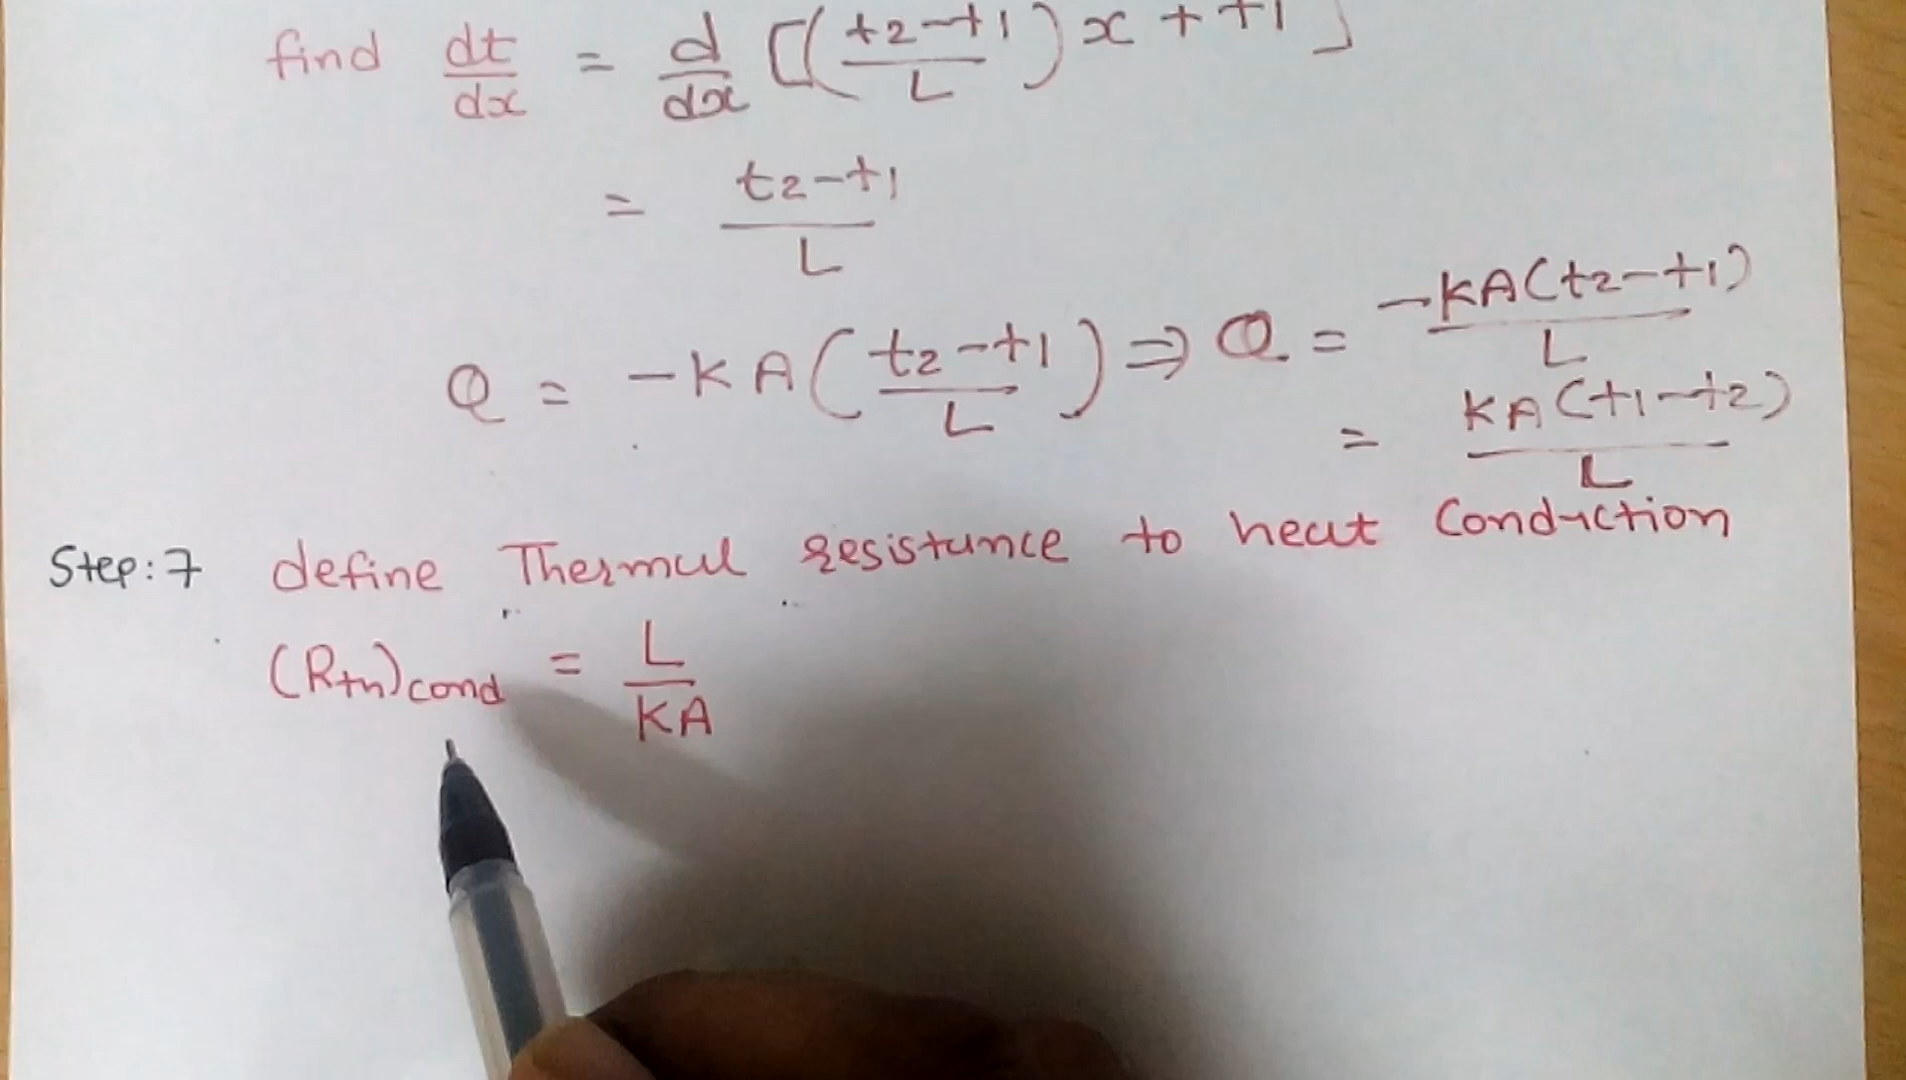 find dt/dx = d/dx [((t2-t1)/L) x + t1]
= (t2-t1)/L
Q = -KA((t2-t1)/L) ⇒ Q = -KA(t2-t1)/L
= KA(t1-t2)/L
Step:7 define Thermal resistance to heat Conduction
(Rth)cond = L/KA